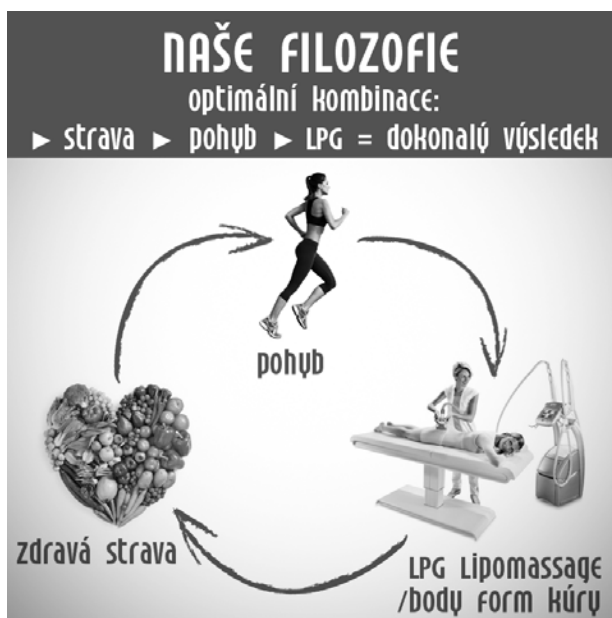 NAŠE FILOZOFIE
optimální kombinace:
► strava ► pohyb ► LPG = dokonalý výsledek
pohyb
zdravá strava
LPG Lipomassage
/body form kúry